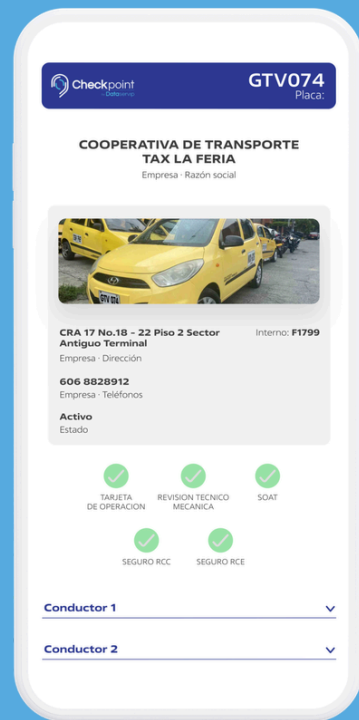 Checkpoint
GTV074
Placa:
COOPERATIVA DE TRANSPORTE
TAX LA FERIA
Empresa · Razón social
GTV 074
CRA 17 No.18 - 22 Piso 2 Sector
Antiguo Terminal
Interno: F1799
Empresa · Dirección
606 8828912
Empresa · Teléfonos
Activo
Estado
TARJETA
DE OPERACION
REVISION TECNICO
MECANICA
SOAT
SEGURO RCC
SEGURO RCE
Conductor 1
Conductor 2